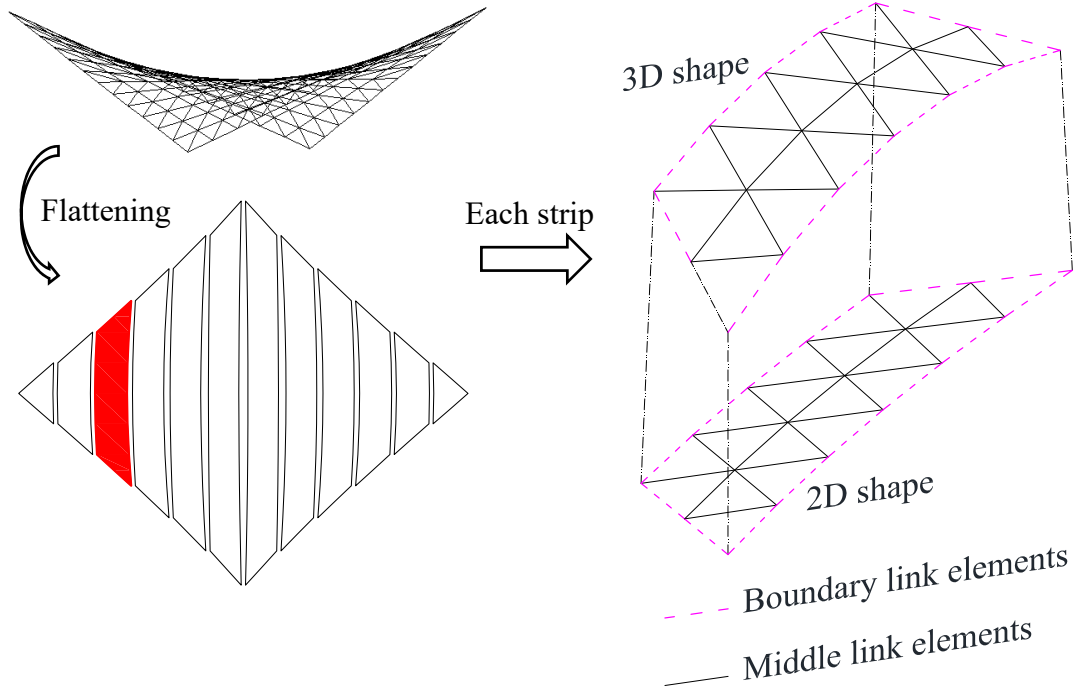 3D shape
Flattening
Each strip
2D shape
Boundary link elements
Middle link elements